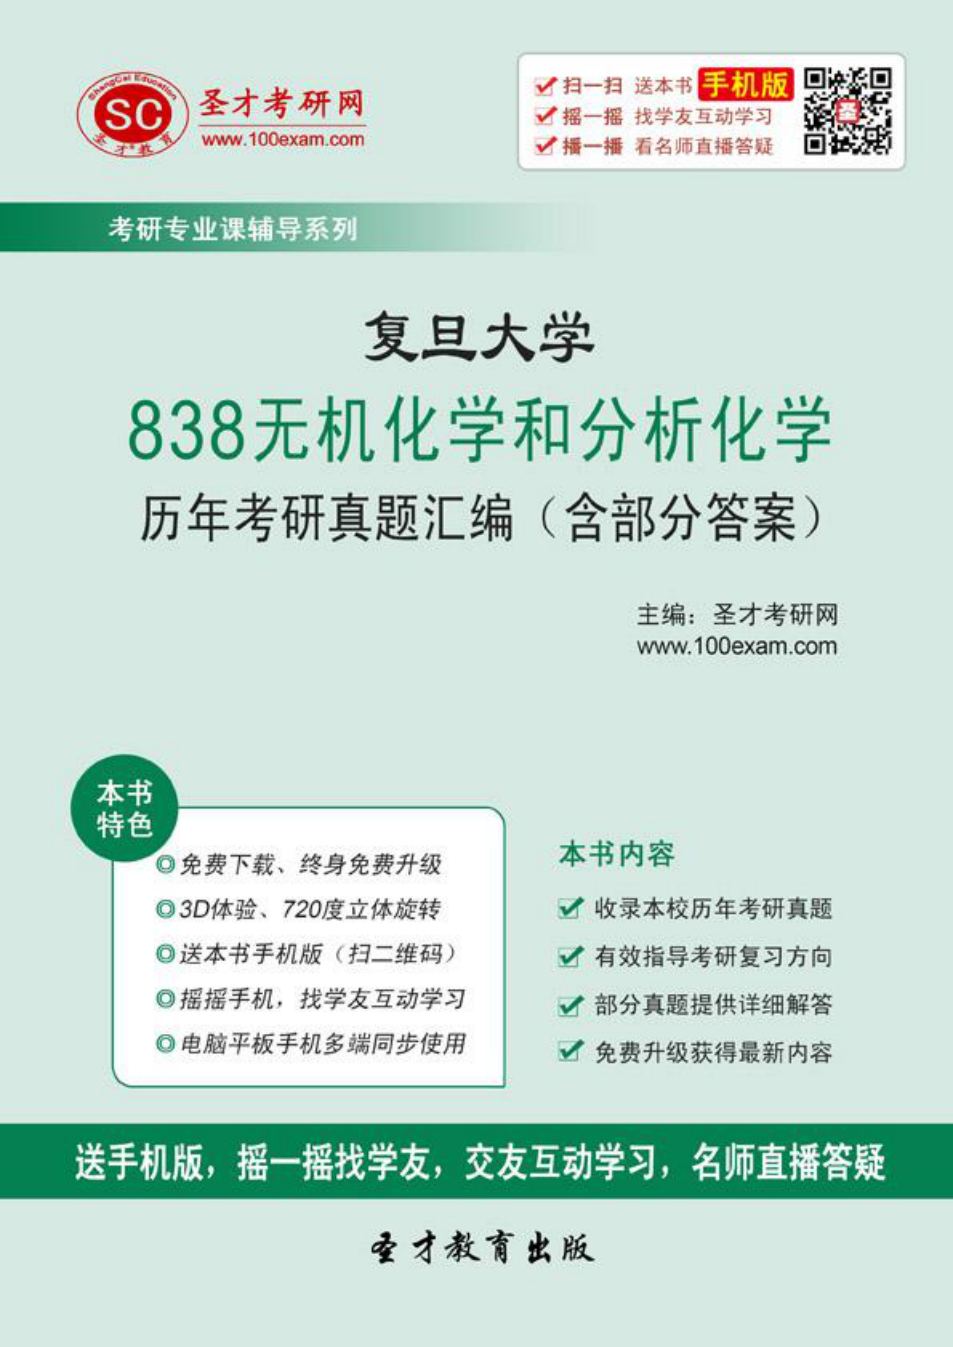 ShangCai Education
SC
圣才教育
圣才考研网
www.100exam.com
扫一扫 送本书 手机版
摇一摇 找学友互动学习
播一播 看名师直播答疑
圣
考研专业课辅导系列
复旦大学
838无机化学和分析化学
历年考研真题汇编（含部分答案）
主编：圣才考研网
www.100exam.com
本书
特色
◎免费下载、终身免费升级
◎3D体验、720度立体旋转
◎送本书手机版（扫二维码）
◎摇摇手机，找学友互动学习
◎电脑平板手机多端同步使用
本书内容
收录本校历年考研真题
有效指导考研复习方向
部分真题提供详细解答
免费升级获得最新内容
送手机版，摇一摇找学友，交友互动学习，名师直播答疑
圣才教育出版